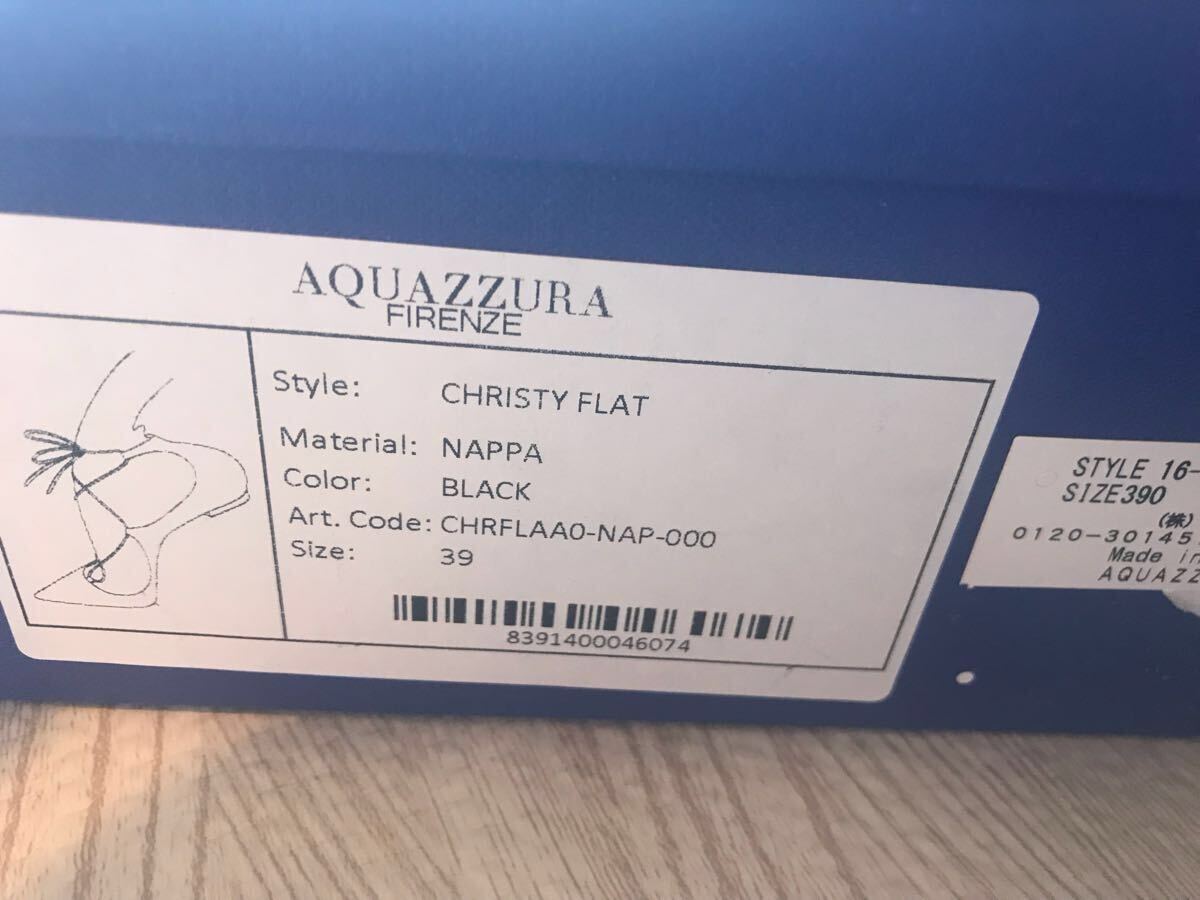 AQUAZZURA
FIRENZE
Style: CHRISTY FLAT
Material: NAPPA
Color: BLACK
Art. Code: CHRFLAA0-NAP-000
Size: 39
8391400046074
STYLE 16-
SIZE390
(株)
0120-30145
Made in
AQUAZZ